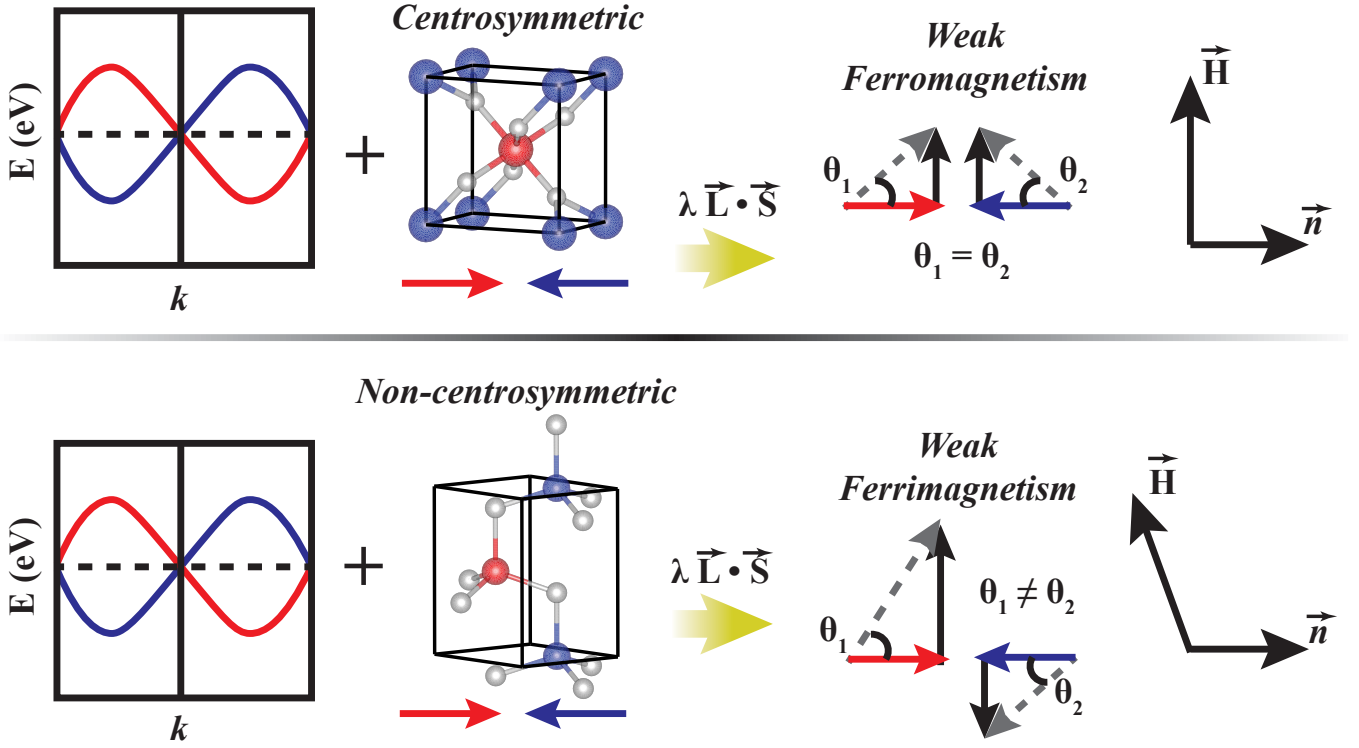 Centrosymmetric
E (eV)
k
+
λ L⃗ • S⃗
Weak
Ferromagnetism
θ₁
θ₂
θ₁ = θ₂
H⃗
n⃗
Non-centrosymmetric
E (eV)
k
+
λ L⃗ • S⃗
Weak
Ferrimagnetism
θ₁
θ₁ ≠ θ₂
θ₂
H⃗
n⃗